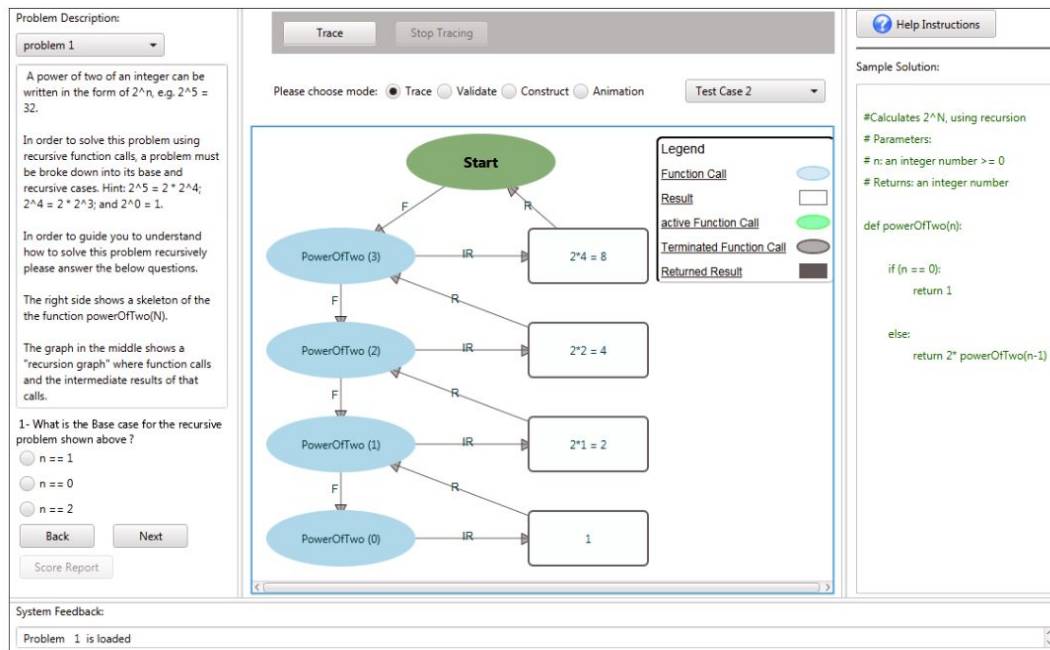 Problem Description:
problem 1
A power of two of an integer can be
written in the form of 2^n, e.g. 2^5 =
32.
In order to solve this problem using
recursive function calls, a problem must
be broke down into its base and
recursive cases. Hint: 2^5 = 2 * 2^4;
2^4 = 2 * 2^3; and 2^0 = 1.
In order to guide you to understand
how to solve this problem recursively
please answer the below questions.
The right side shows a skeleton of the
the function powerOfTwo(N).
The graph in the middle shows a
"recursion graph" where function calls
and the intermediate results of that
calls.
1- What is the Base case for the recursive
problem shown above ?
n == 1
n == 0
n == 2
Back Next
Score Report
Trace Stop Tracing
Please choose mode: Trace Validate Construct Animation Test Case 2
Start
F R
PowerOfTwo (3) IR 2*4 = 8
F R
PowerOfTwo (2) IR 2*2 = 4
F R
PowerOfTwo (1) IR 2*1 = 2
F R
PowerOfTwo (0) IR 1
Legend
Function Call
Result
active Function Call
Terminated Function Call
Returned Result
? Help Instructions
Sample Solution:
#Calculates 2^N, using recursion
# Parameters:
# n: an integer number >= 0
# Returns: an integer number
def powerOfTwo(n):
if (n == 0):
return 1
else:
return 2* powerOfTwo(n-1)
System Feedback:
Problem 1 is loaded